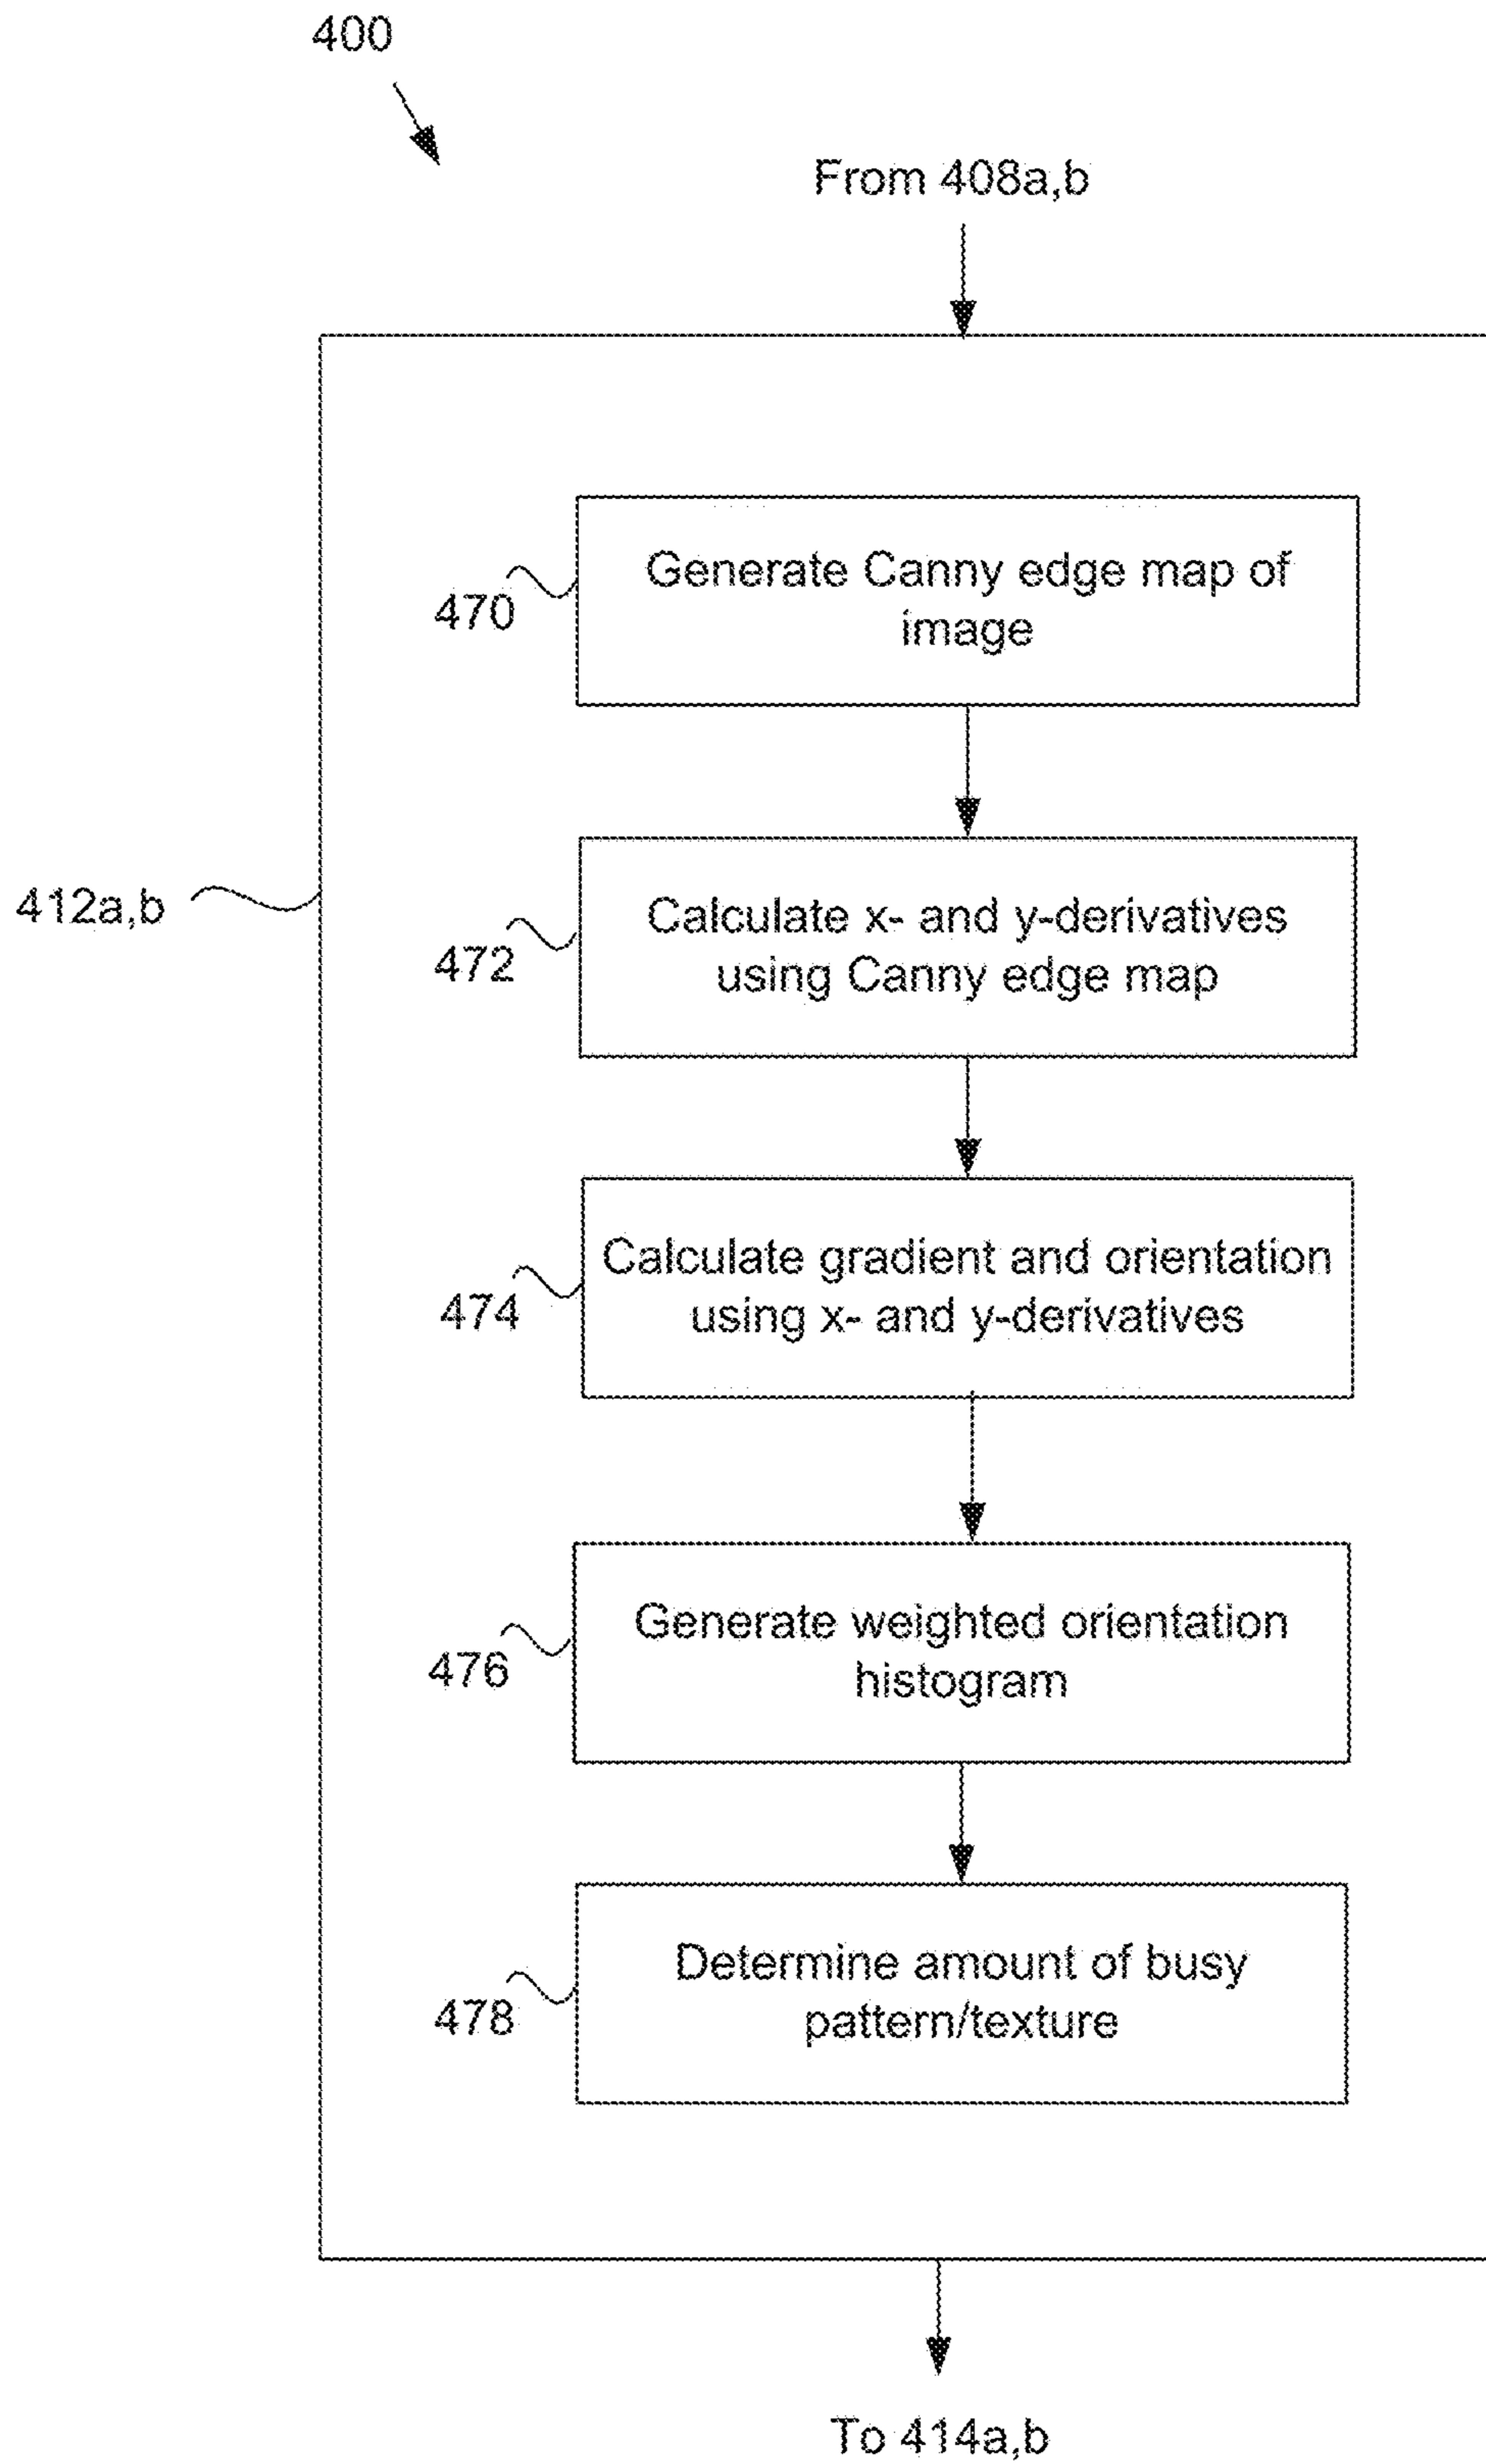 400
From 408a,b
470
Generate Canny edge map of
image
412a,b
472
Calculate x- and y-derivatives
using Canny edge map
474
Calculate gradient and orientation
using x- and y-derivatives
476
Generate weighted orientation
histogram
478
Determine amount of busy
pattern/texture
To 414a,b